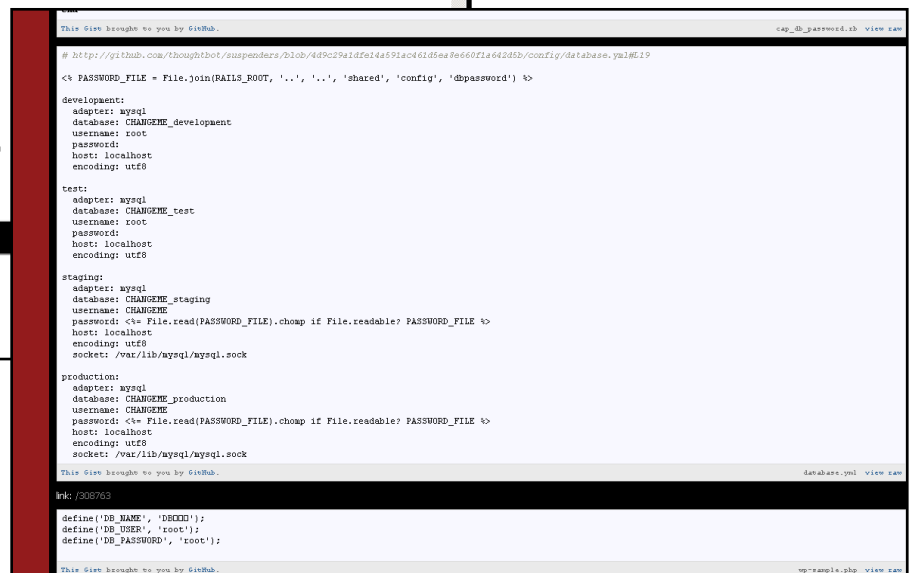 end
This Gist brought to you by GitHub. cap_db_password.rb view raw
# http://github.com/thoughtbot/suspenders/blob/4d9c29a1dfe14a591ac461d5ea3e660f1a642d5b/config/database.yml#L19
<% PASSWORD_FILE = File.join(RAILS_ROOT, '..', '..', 'shared', 'config', 'dbpassword') %>
development:
adapter: mysql
database: CHANGEME_development
username: root
password:
host: localhost
encoding: utf8
test:
adapter: mysql
database: CHANGEME_test
username: root
password:
host: localhost
encoding: utf8
staging:
adapter: mysql
database: CHANGEME_staging
username: CHANGEME
password: <%= File.read(PASSWORD_FILE).chomp if File.readable? PASSWORD_FILE %>
host: localhost
encoding: utf8
socket: /var/lib/mysql/mysql.sock
production:
adapter: mysql
database: CHANGEME_production
username: CHANGEME
password: <%= File.read(PASSWORD_FILE).chomp if File.readable? PASSWORD_FILE %>
host: localhost
encoding: utf8
socket: /var/lib/mysql/mysql.sock
This Gist brought to you by GitHub. database.yml view raw
link: /308763
define('DB_NAME', 'DB□□□');
define('DB_USER', 'root');
define('DB_PASSWORD', 'root');
This Gist brought to you by GitHub. wp-sample.php view raw